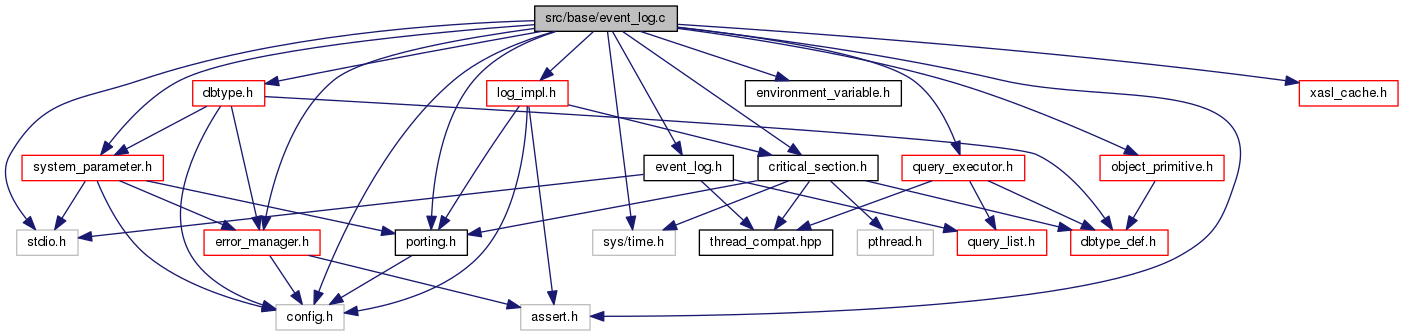 src/base/event_log.c
dbtype.h
log_impl.h
environment_variable.h
xasl_cache.h
system_parameter.h
event_log.h
critical_section.h
query_executor.h
object_primitive.h
stdio.h
error_manager.h
porting.h
sys/time.h
thread_compat.hpp
pthread.h
query_list.h
dbtype_def.h
config.h
assert.h